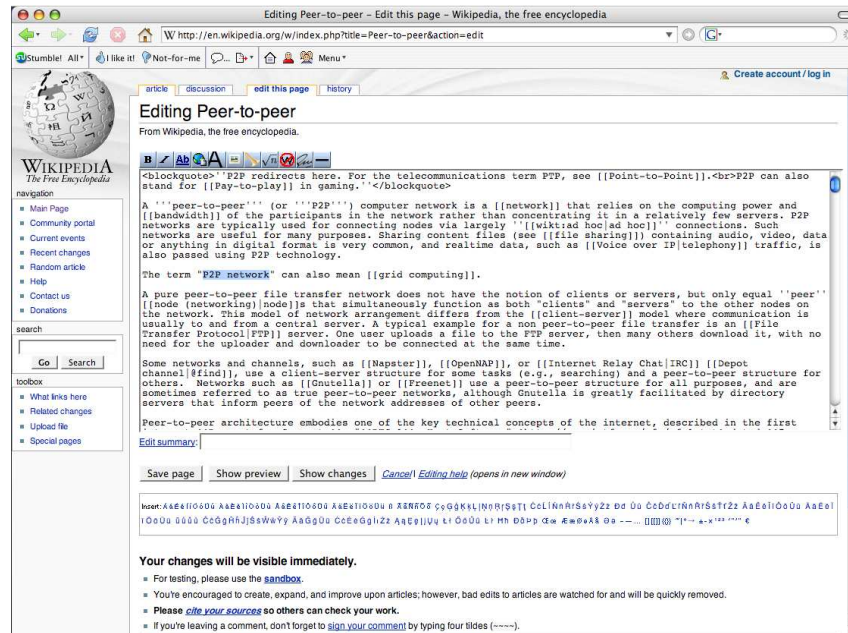 Editing Peer-to-peer – Edit this page – Wikipedia, the free encyclopedia
W http://en.wikipedia.org/w/index.php?title=Peer-to-peer&action=edit
G
Stumble! All I like it! Not-for-me Menu
Create account / log in
article discussion edit this page history
Editing Peer-to-peer
From Wikipedia, the free encyclopedia.
WIKIPEDIA
The Free Encyclopedia
navigation
Main Page
Community portal
Current events
Recent changes
Random article
Help
Contact us
Donations
search
Go Search
toolbox
What links here
Related changes
Upload file
Special pages
B I Ab A √n W
<blockquote>''P2P redirects here. For the telecommunications term PTP, see [[Point-to-Point]].<br>P2P can also
stand for [[Pay-to-play]] in gaming.''</blockquote>
A '''peer-to-peer''' (or '''P2P''') computer network is a [[network]] that relies on the computing power and
[[bandwidth]] of the participants in the network rather than concentrating it in a relatively few servers. P2P
networks are typically used for connecting nodes via largely ''[[wikt:ad hoc|ad hoc]]'' connections. Such
networks are useful for many purposes. Sharing content files (see [[file sharing]]) containing audio, video, data
or anything in digital format is very common, and realtime data, such as [[Voice over IP|telephony]] traffic, is
also passed using P2P technology.
The term "P2P network" can also mean [[grid computing]].
A pure peer-to-peer file transfer network does not have the notion of clients or servers, but only equal ''peer''
[[node (networking)|node]]s that simultaneously function as both "clients" and "servers" to the other nodes on
the network. This model of network arrangement differs from the [[client-server]] model where communication is
usually to and from a central server. A typical example for a non peer-to-peer file transfer is an [[File
Transfer Protocol|FTP]] server. One user uploads a file to the FTP server, then many others download it, with no
need for the uploader and downloader to be connected at the same time.
Some networks and channels, such as [[Napster]], [[OpenNAP]], or [[Internet Relay Chat|IRC]] [[Depot
channel|@find]], use a client-server structure for some tasks (e.g., searching) and a peer-to-peer structure for
others. Networks such as [[Gnutella]] or [[Freenet]] use a peer-to-peer structure for all purposes, and are
sometimes referred to as true peer-to-peer networks, although Gnutella is greatly facilitated by directory
servers that inform peers of the network addresses of other peers.
Peer-to-peer architecture embodies one of the key technical concepts of the internet, described in the first
Edit summary:
Save page Show preview Show changes Cancel | Editing help (opens in new window)
Insert:
Your changes will be visible immediately.
For testing, please use the sandbox.
You're encouraged to create, expand, and improve upon articles; however, bad edits to articles are watched for and will be quickly removed.
Please cite your sources so others can check your work.
If you're leaving a comment, don't forget to sign your comment by typing four tildes (~~~~).